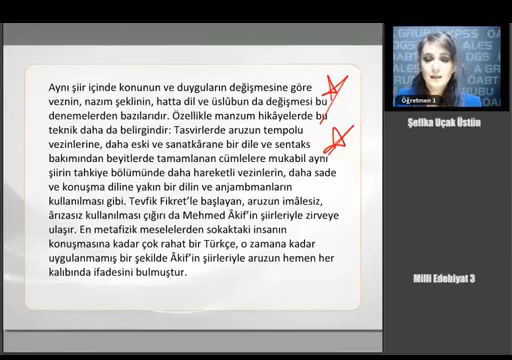 Aynı şiir içinde konunun ve duyguların değişmesine göre
veznin, nazım şeklinin, hatta dil ve üslûbun da değişmesi bu
denemelerden bazılarıdır. Özellikle manzum hikâyelerde bu
teknik daha da belirgindir: Tasvirlerde aruzun tempolu
vezinlerine, daha eski ve sanatkârane bir dile ve sentaks
bakımından beyitlerde tamamlanan cümlelere mukabil aynı
şiirin tahkiye bölümünde daha hareketli vezinlerin, daha sade
ve konuşma diline yakın bir dilin ve anjambmanların
kullanılması gibi. Tevfik Fikret'le başlayan, aruzun imâlesiz,
ârızasız kullanılması çığırı da Mehmed Âkif'in şiirleriyle zirveye
ulaşır. En metafizik meselelerden sokaktaki insanın
konuşmasına kadar çok rahat bir Türkçe, o zamana kadar
uygulanmamış bir şekilde Âkif'in şiirleriyle aruzun hemen her
kalıbında ifadesini bulmuştur.
Öğretmen 1
Şefika Uçak Üstün
Milli Edebiyat 3